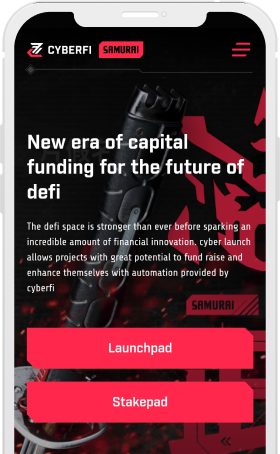 CYBERFI SAMURAI
New era of capital
funding for the future of
defi
The defi space is stronger than ever before sparking an
incredible amount of financial innovation. cyber launch
allows projects with great potential to fund raise and
enhance themselves with automation provided by
cyberfi
SAMURAI
Launchpad
Stakepad